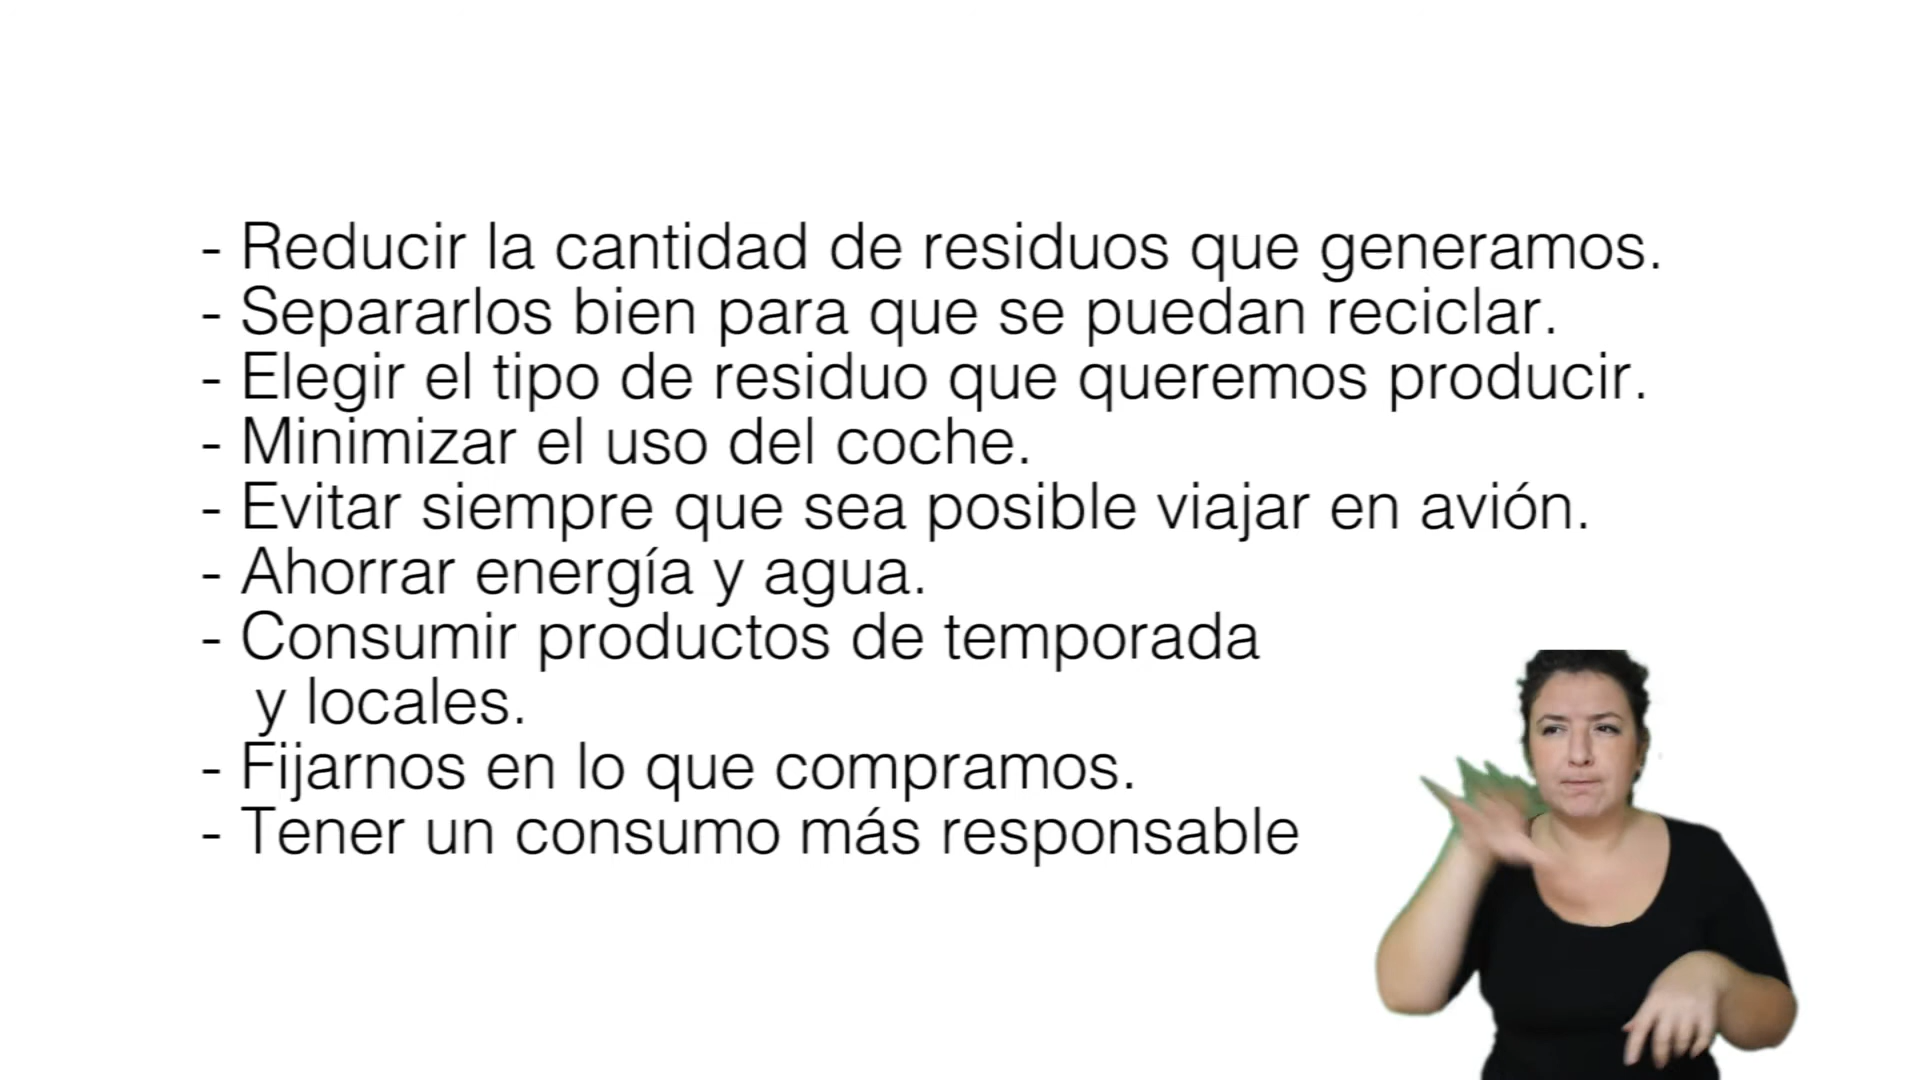 - Reducir la cantidad de residuos que generamos.
- Separarlos bien para que se puedan reciclar.
- Elegir el tipo de residuo que queremos producir.
- Minimizar el uso del coche.
- Evitar siempre que sea posible viajar en avión.
- Ahorrar energía y agua.
- Consumir productos de temporada
y locales.
- Fijarnos en lo que compramos.
- Tener un consumo más responsable